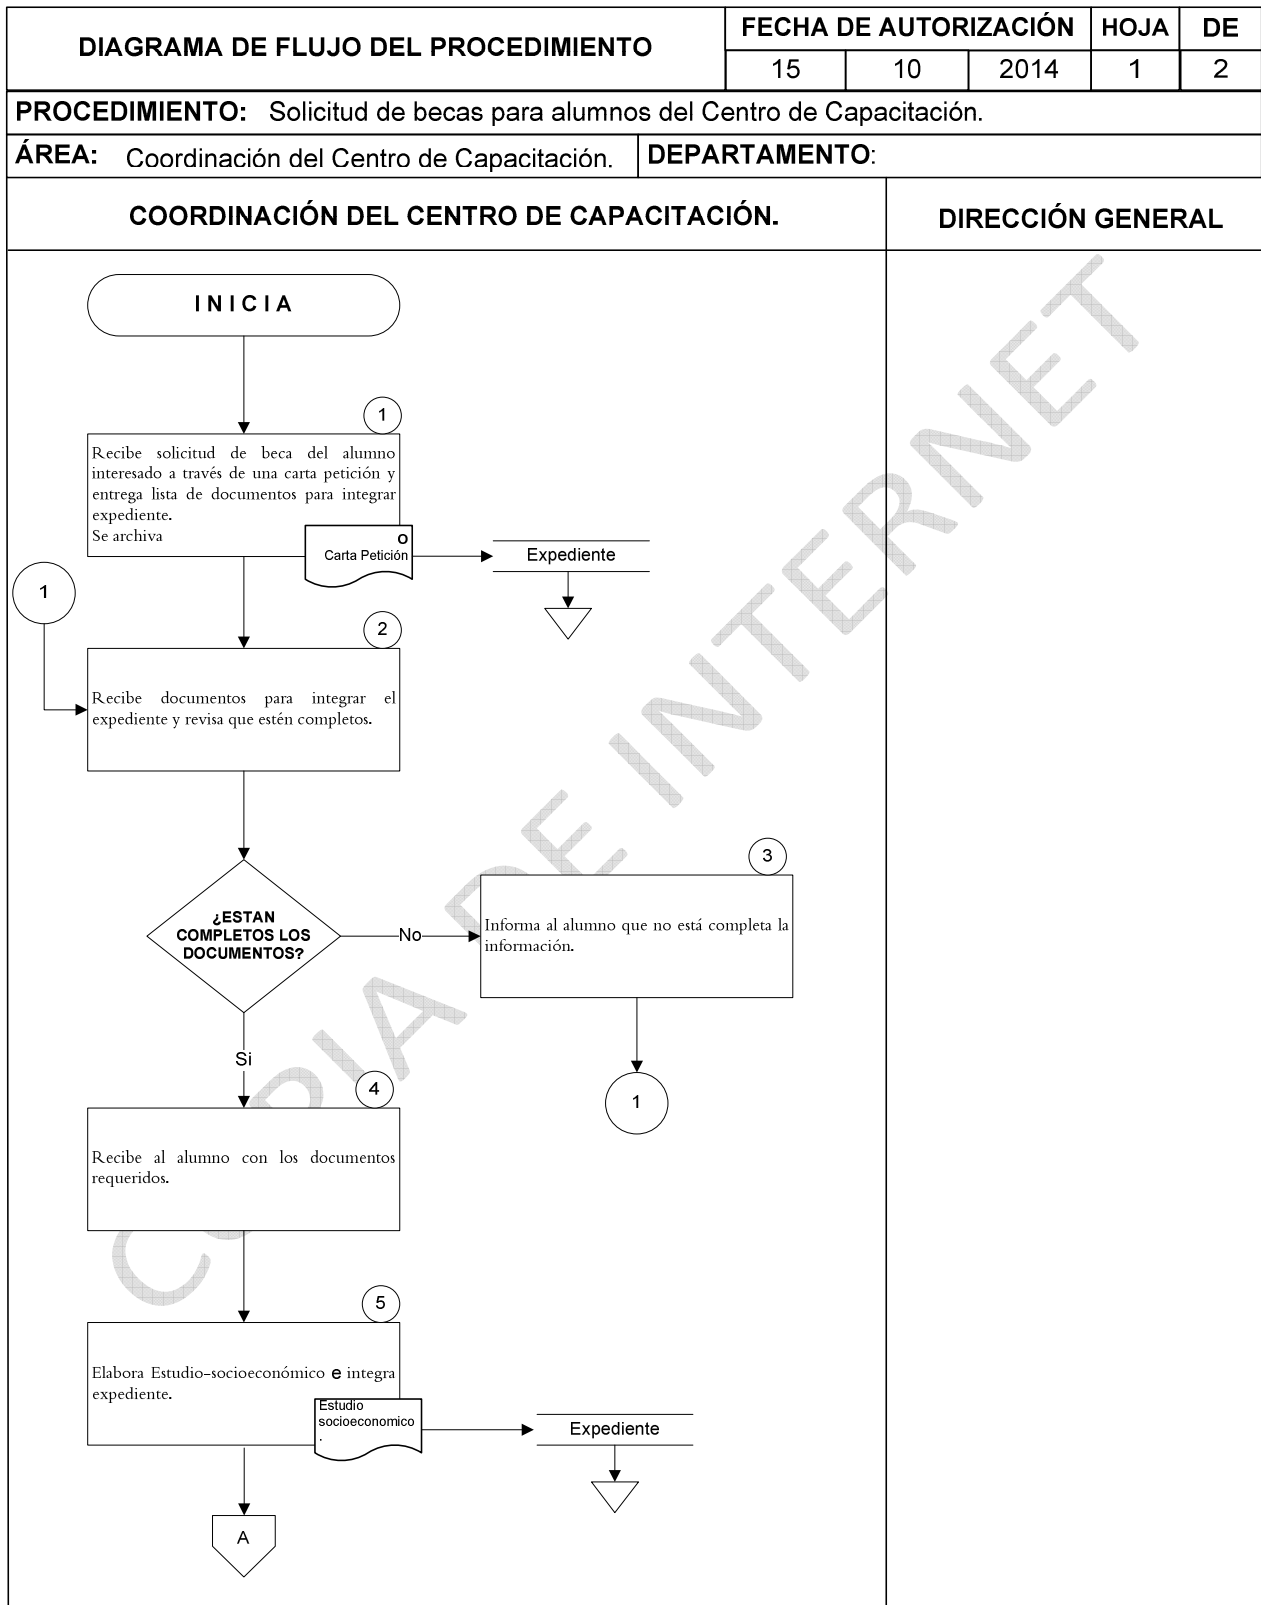 DIAGRAMA DE FLUJO DEL PROCEDIMIENTO
FECHA DE AUTORIZACIÓN
HOJA
DE
15
10
2014
1
2
PROCEDIMIENTO: Solicitud de becas para alumnos del Centro de Capacitación.
ÁREA: Coordinación del Centro de Capacitación.
DEPARTAMENTO:
COORDINACIÓN DEL CENTRO DE CAPACITACIÓN.
DIRECCIÓN GENERAL
I N I C I A
1
Recibe solicitud de beca del alumno
interesado a través de una carta petición y
entrega lista de documentos para integrar
expediente.
Se archiva
O
Carta Petición
Expediente
1
2
Recibe documentos para integrar el
expediente y revisa que estén completos.
¿ESTAN
COMPLETOS LOS
DOCUMENTOS?
No
3
Informa al alumno que no está completa la
información.
1
Si
4
Recibe al alumno con los documentos
requeridos.
5
Elabora Estudio-socioeconómico e integra
expediente.
Estudio
socioeconomico
.
Expediente
A
COPIA DE INTERNET